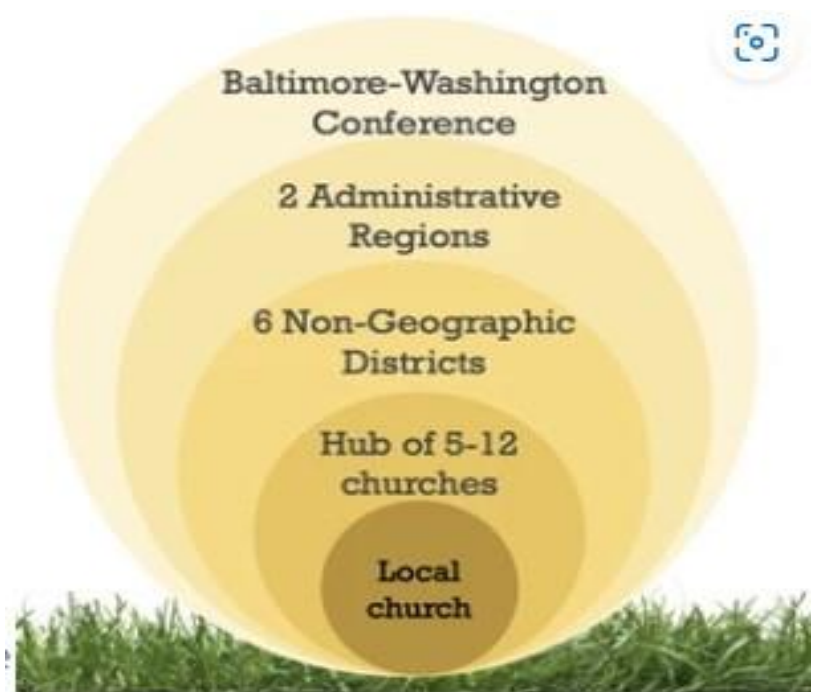 Baltimore-Washington
Conference
2 Administrative
Regions
6 Non-Geographic
Districts
Hub of 5-12
churches
Local
church